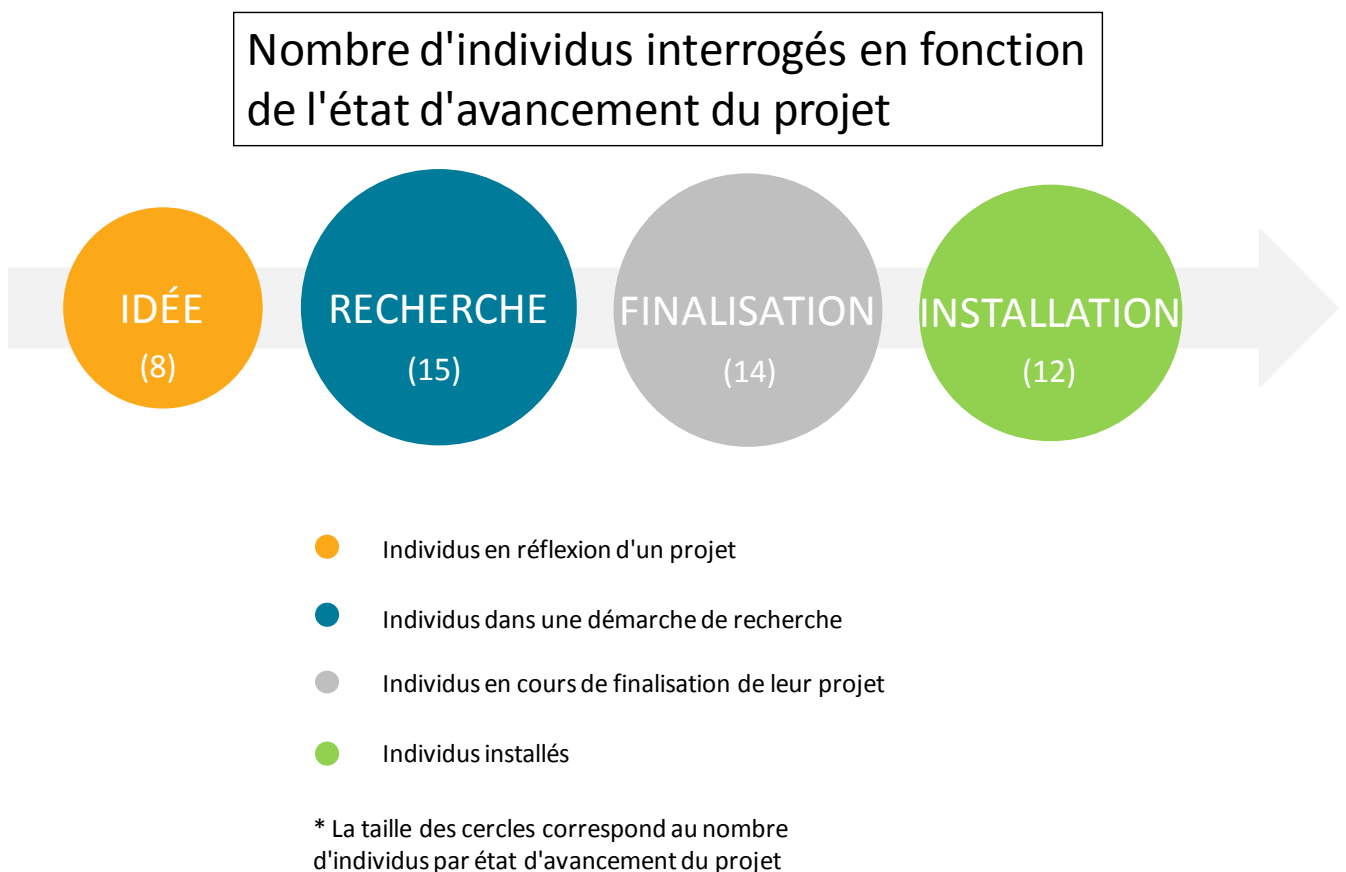 Nombre d'individus interrogés en fonction
de l'état d'avancement du projet
IDÉE
(8)
RECHERCHE
(15)
FINALISATION
(14)
INSTALLATION
(12)
Individus en réflexion d'un projet
Individus dans une démarche de recherche
Individus en cours de finalisation de leur projet
Individus installés
* La taille des cercles correspond au nombre
d'individus par état d'avancement du projet